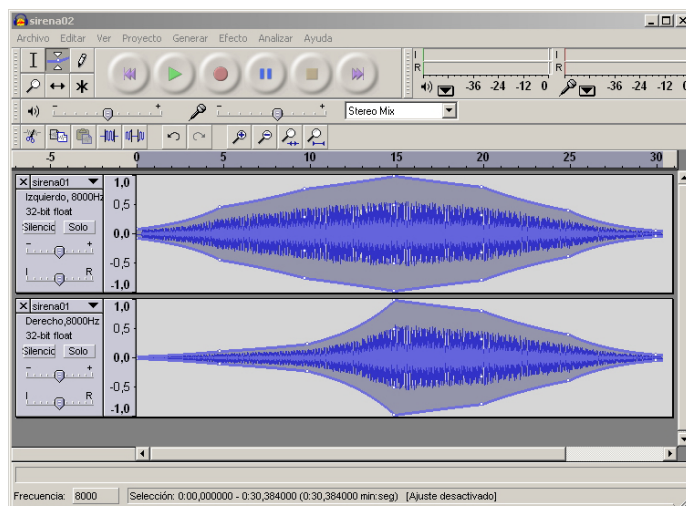 sirena02
Archivo Editar Ver Proyecto Generar Efecto Analizar Ayuda
I
R
-36 -24 -12 0
I
R
-36 -24 -12 0
- +
- +
Stereo Mix
-5 0 5 10 15 20 25 30
sirena01
Izquierdo, 8000Hz
32-bit float
Silencic Solo
- +
I R
1,0
0,5
0,0
-0,5
-1,0
sirena01
Derecho,8000Hz
32-bit float
Silencic Solo
- +
I R
1,0
0,5
0,0
-0,5
-1,0
Frecuencia: 8000 Selección: 0:00,000000 - 0:30,384000 (0:30,384000 min:seg) [Ajuste desactivado]